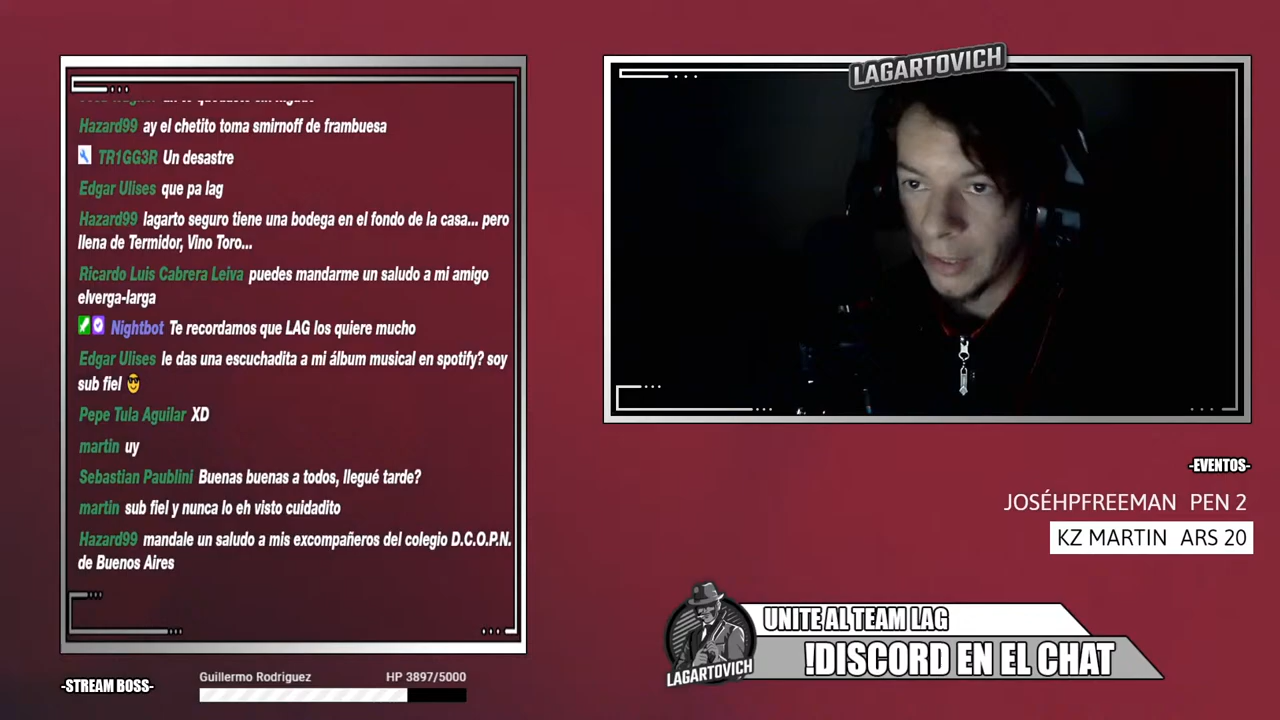 LAGARTOVICH
Hazard99 ay el chetito toma smirnoff de frambuesa
TR1GG3R Un desastre
Edgar Ulises que pa lag
Hazard99 lagarto seguro tiene una bodega en el fondo de la casa... pero
llena de Termidor, Vino Toro...
Ricardo Luis Cabrera Leiva puedes mandarme un saludo a mi amigo
elverga-larga
Nightbot Te recordamos que LAG los quiere mucho
Edgar Ulises le das una escuchadita a mi álbum musical en spotify? soy
sub fiel 😎
Pepe Tula Aguilar XD
martin uy
Sebastian Paublini Buenas buenas a todos, llegué tarde?
martin sub fiel y nunca lo eh visto cuidadito
Hazard99 mandale un saludo a mis excompañeros del colegio D.C.O.P.N.
de Buenos Aires
-STREAM BOSS-
Guillermo Rodriguez HP 3897/5000
-EVENTOS-
JOSÉHPFREEMAN PEN 2
KZ MARTIN ARS 20
UNITE AL TEAM LAG
!DISCORD EN EL CHAT
LAGARTOVICH